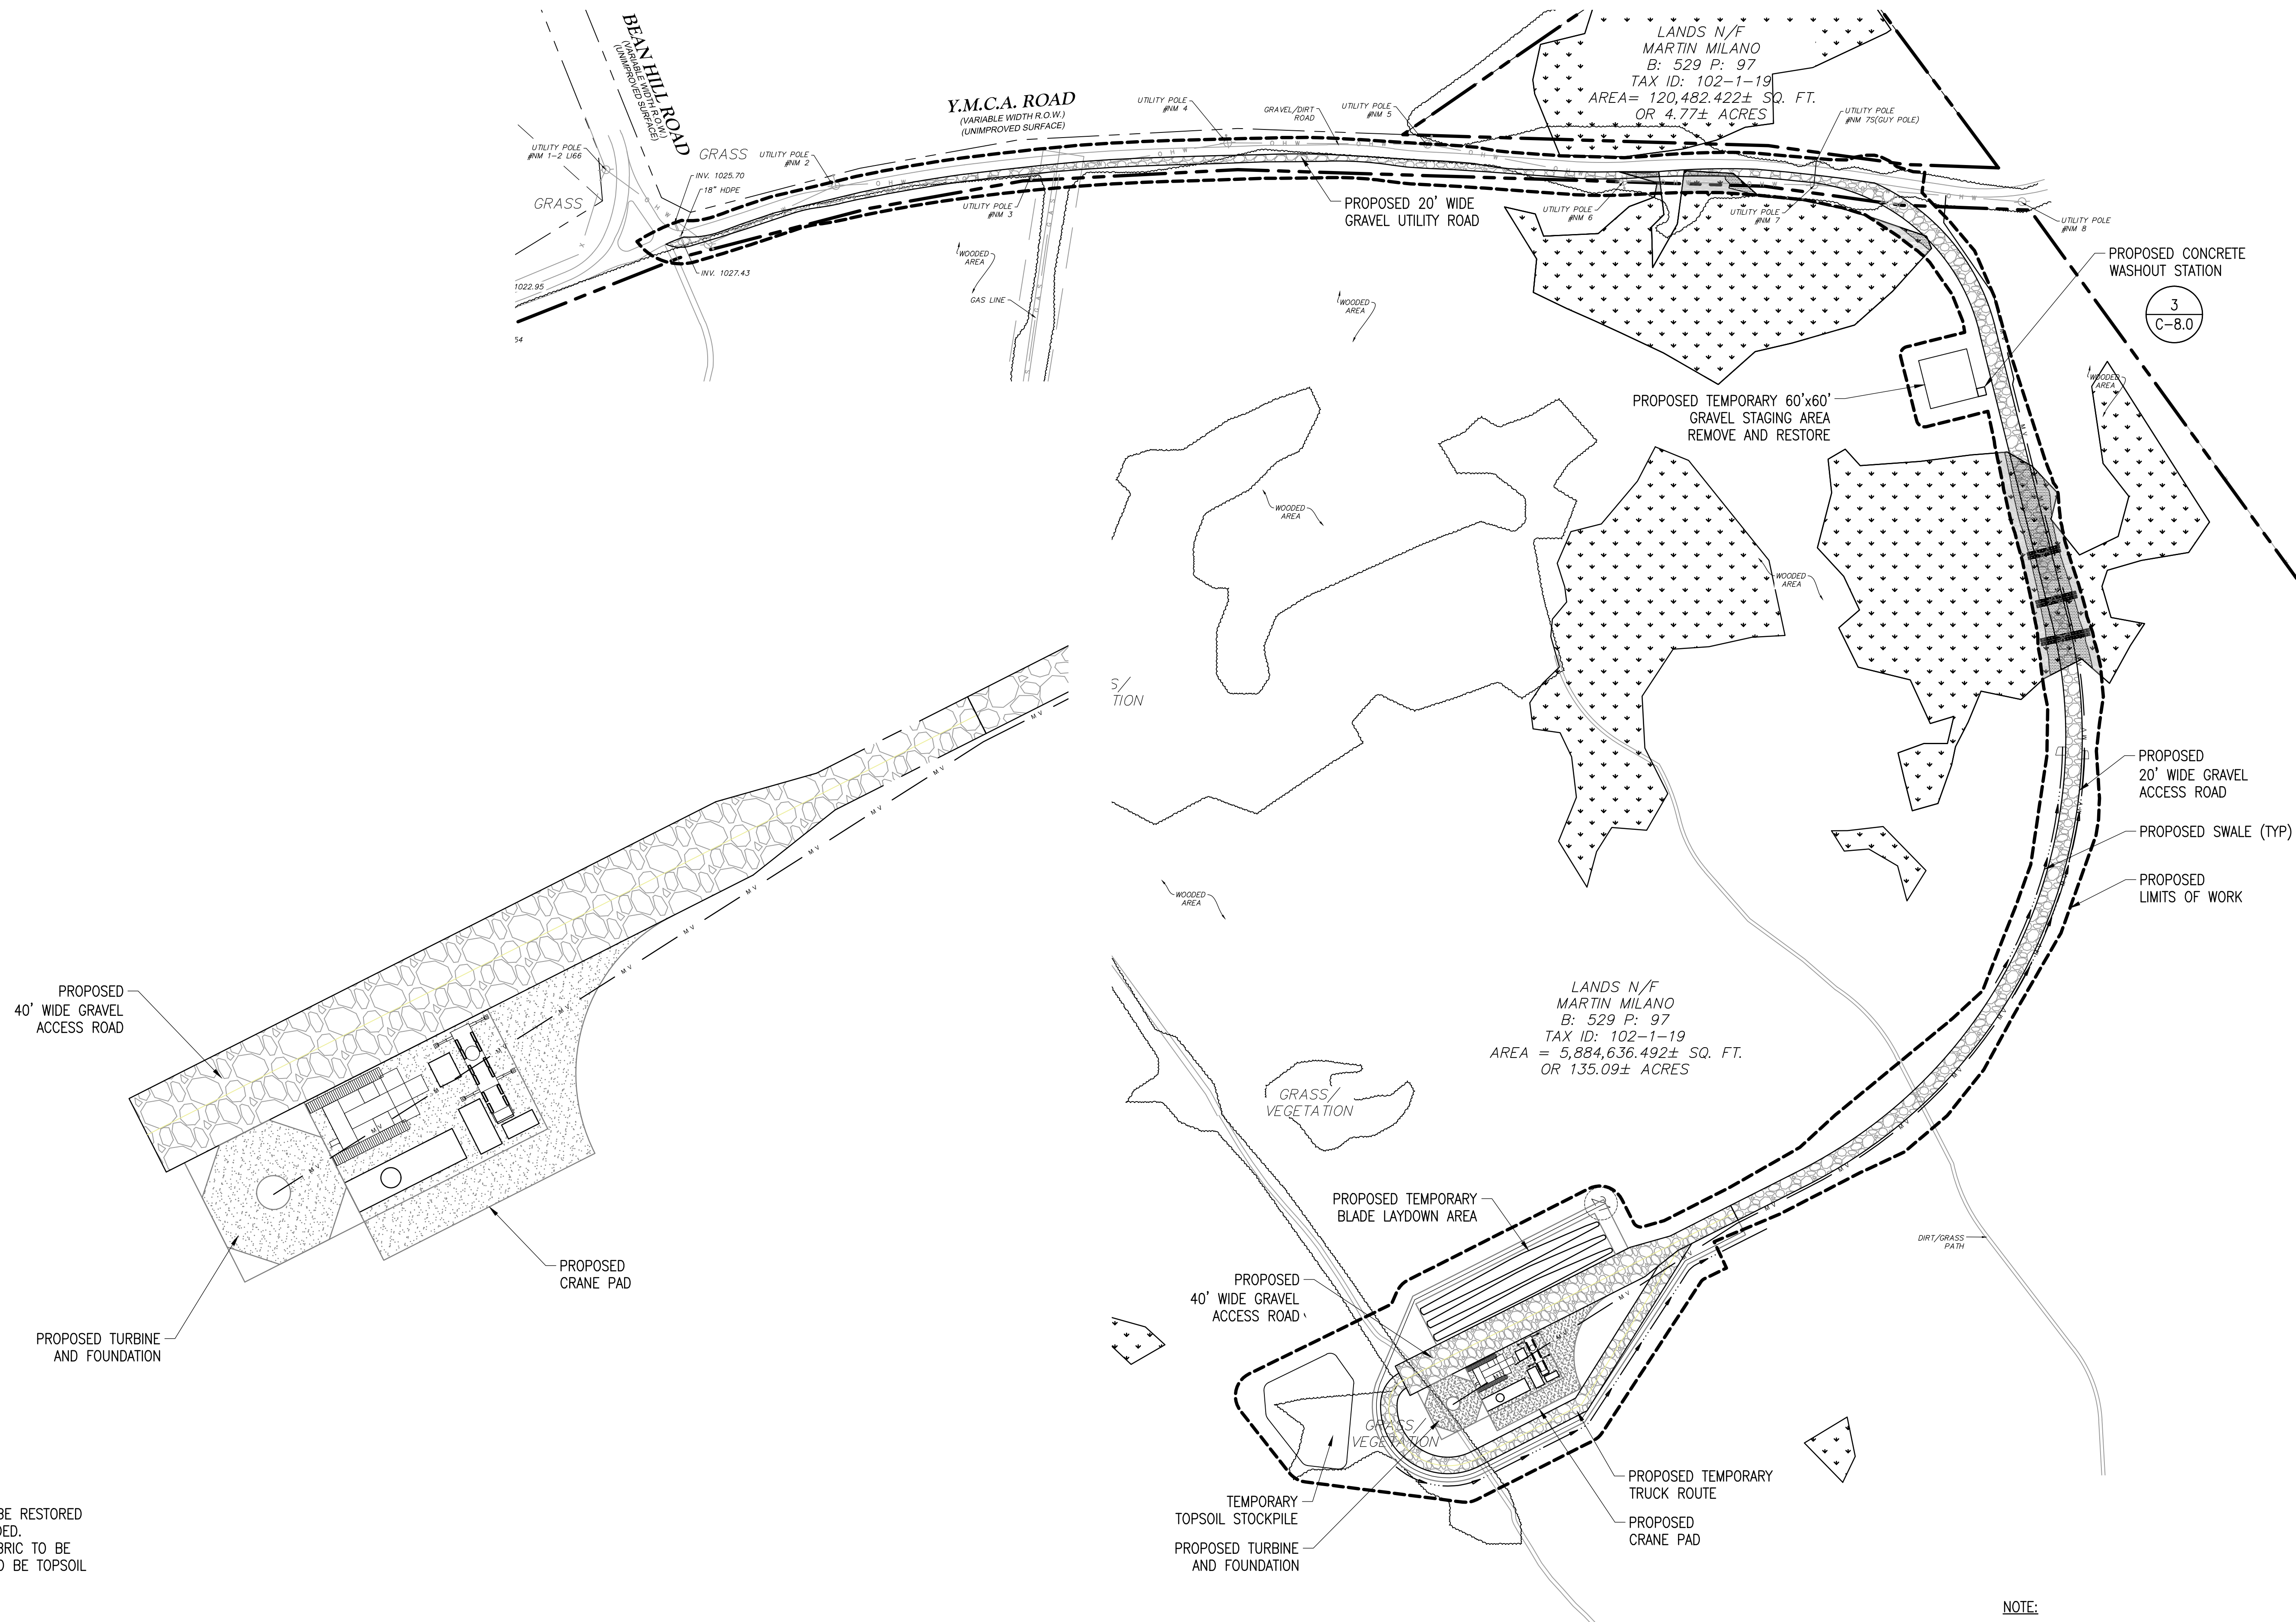 BEAN HILL ROAD
(VARIABLE WIDTH R.O.W.)
(UNIMPROVED SURFACE)
Y.M.C.A. ROAD
(VARIABLE WIDTH R.O.W.)
(UNIMPROVED SURFACE)
LANDS N/F
MARTIN MILANO
B: 529 P: 97
TAX ID: 102-1-19
AREA= 120,482.422± SQ. FT.
OR 4.77± ACRES
UTILITY POLE
#NM 1-2 LI66
GRASS
GRASS
UTILITY POLE
#NM 2
INV. 1025.70
18" HDPE
INV. 1027.43
1022.95
54
UTILITY POLE
#NM 3
UTILITY POLE
#NM 4
GRAVEL/DIRT
ROAD
UTILITY POLE
#NM 5
UTILITY POLE
#NM 7S(GUY POLE)
UTILITY POLE
#NM 6
UTILITY POLE
#NM 7
UTILITY POLE
#NM 8
PROPOSED 20' WIDE
GRAVEL UTILITY ROAD
WOODED
AREA
GAS LINE
WOODED
AREA
PROPOSED CONCRETE
WASHOUT STATION
3
C-8.0
WOODED
AREA
PROPOSED TEMPORARY 60'x60'
GRAVEL STAGING AREA
REMOVE AND RESTORE
WOODED
AREA
WOODED
AREA
S/
TION
PROPOSED
20' WIDE GRAVEL
ACCESS ROAD
PROPOSED SWALE (TYP)
PROPOSED
LIMITS OF WORK
WOODED
AREA
LANDS N/F
MARTIN MILANO
B: 529 P: 97
TAX ID: 102-1-19
AREA = 5,884,636.492± SQ. FT.
OR 135.09± ACRES
GRASS/
VEGETATION
PROPOSED
40' WIDE GRAVEL
ACCESS ROAD
PROPOSED
CRANE PAD
PROPOSED TURBINE
AND FOUNDATION
PROPOSED TEMPORARY
BLADE LAYDOWN AREA
DIRT/GRASS
PATH
PROPOSED
40' WIDE GRAVEL
ACCESS ROAD
GRASS/
VEGETATION
TEMPORARY
TOPSOIL STOCKPILE
PROPOSED TURBINE
AND FOUNDATION
PROPOSED TEMPORARY
TRUCK ROUTE
PROPOSED
CRANE PAD
BE RESTORED
DED.
BRIC TO BE
O BE TOPSOIL
NOTE: